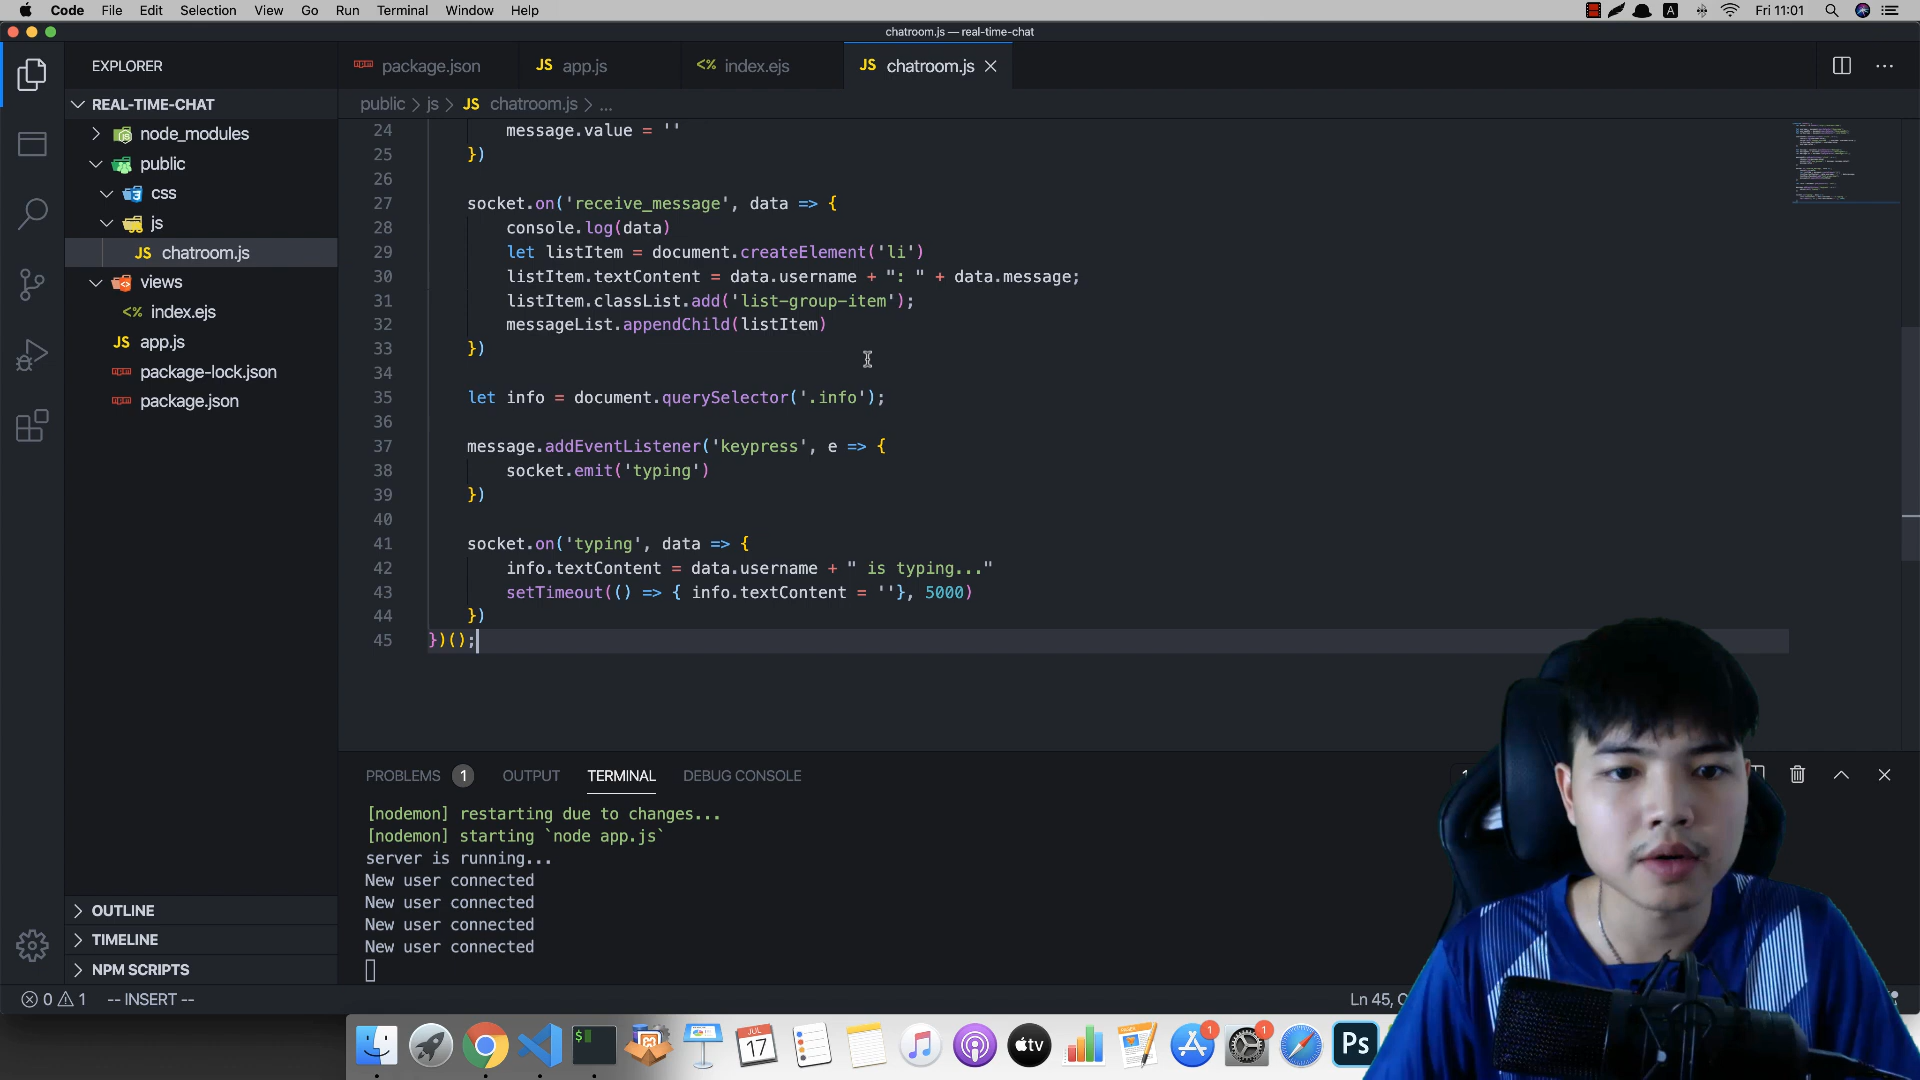 Code File Edit Selection View Go Run Terminal Window Help
A Fri 11:01
chatroom.js — real-time-chat
EXPLORER
package.json
JS app.js
<% index.ejs
JS chatroom.js
REAL-TIME-CHAT
node_modules
public
css
js
JS chatroom.js
views
<% index.ejs
JS app.js
package-lock.json
package.json
OUTLINE
TIMELINE
NPM SCRIPTS
public > js > JS chatroom.js > ...
24 message.value = ''
25 })
26
27 socket.on('receive_message', data => {
28 console.log(data)
29 let listItem = document.createElement('li')
30 listItem.textContent = data.username + ": " + data.message;
31 listItem.classList.add('list-group-item');
32 messageList.appendChild(listItem)
33 })
34
35 let info = document.querySelector('.info');
36
37 message.addEventListener('keypress', e => {
38 socket.emit('typing')
39 })
40
41 socket.on('typing', data => {
42 info.textContent = data.username + " is typing..."
43 setTimeout(() => { info.textContent = ''}, 5000)
44 })
45 })();
PROBLEMS 1 OUTPUT TERMINAL DEBUG CONSOLE
[nodemon] restarting due to changes...
[nodemon] starting `node app.js`
server is running...
New user connected
New user connected
New user connected
New user connected
0 1 -- INSERT --
Ln 45,
$
JUL
17
tv
1
1
Ps